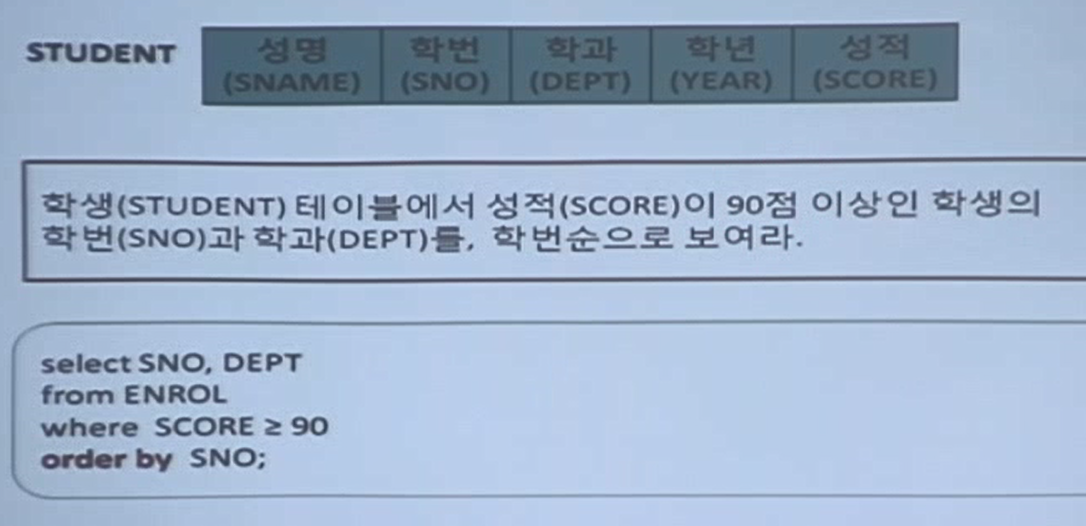 STUDENT
성명 학번 학과 학년 성적
(SNAME) (SNO) (DEPT) (YEAR) (SCORE)
학생(STUDENT) 테이블에서 성적(SCORE)이 90점 이상인 학생의
학번(SNO)과 학과(DEPT)를, 학번순으로 보여라.
select SNO, DEPT
from ENROL
where SCORE ≥ 90
order by SNO;